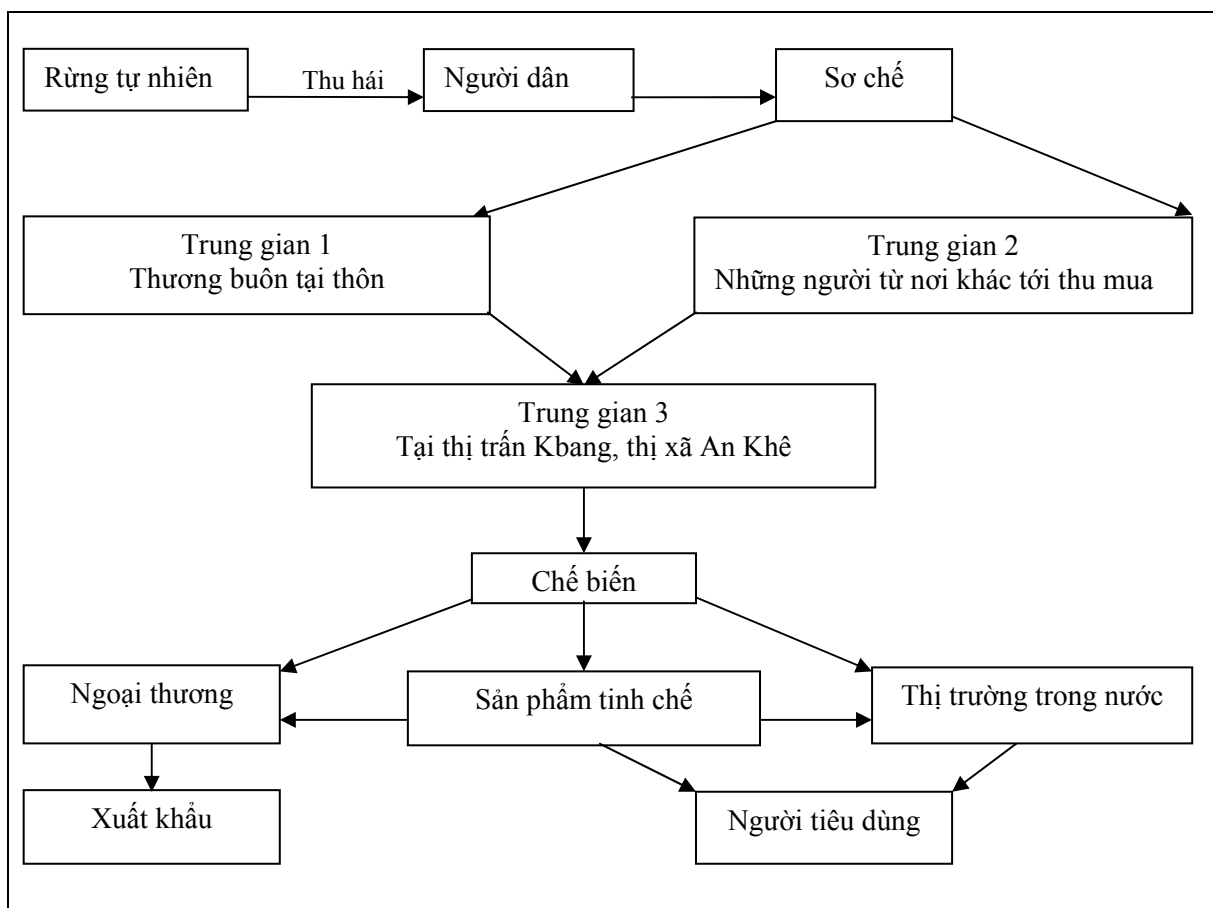 Rừng tự nhiên
Thu hái
Người dân
Sơ chế
Trung gian 1
Thương buôn tại thôn
Trung gian 2
Những người từ nơi khác tới thu mua
Trung gian 3
Tại thị trấn Kbang, thị xã An Khê
Chế biến
Ngoại thương
Sản phẩm tinh chế
Thị trường trong nước
Xuất khẩu
Người tiêu dùng